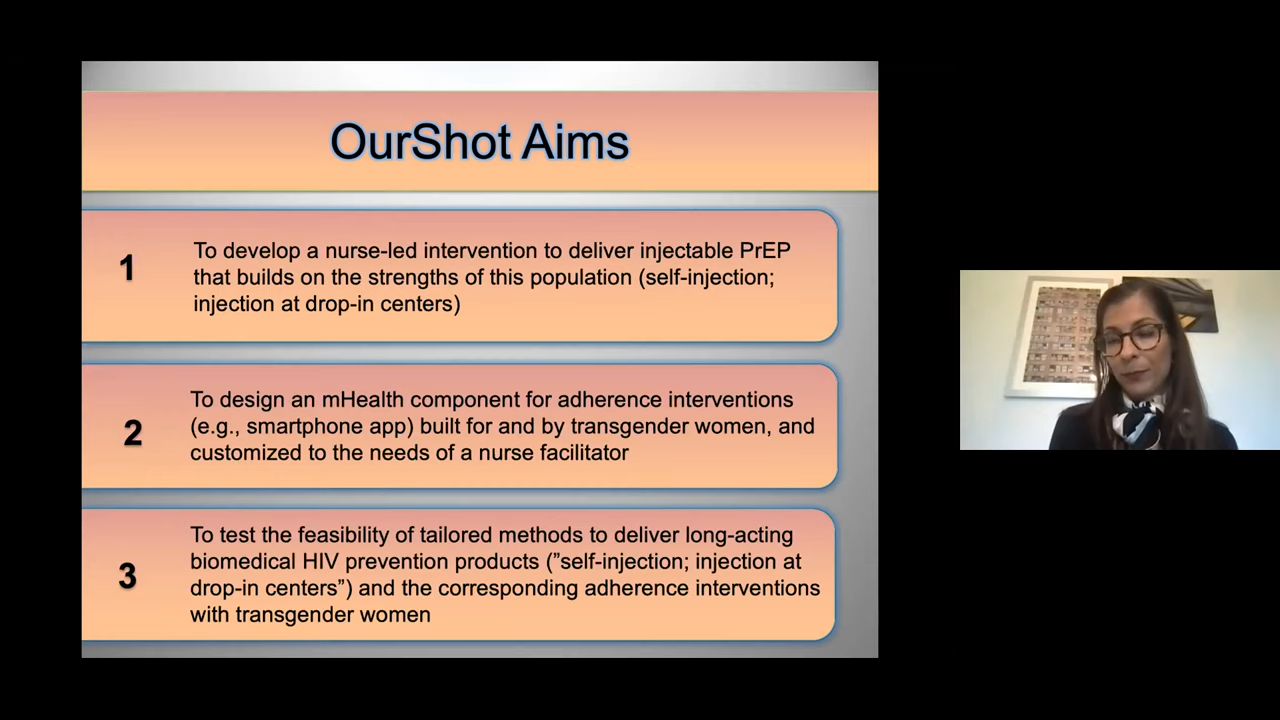 OurShot Aims
1
To develop a nurse-led intervention to deliver injectable PrEP
that builds on the strengths of this population (self-injection;
injection at drop-in centers)
2
To design an mHealth component for adherence interventions
(e.g., smartphone app) built for and by transgender women, and
customized to the needs of a nurse facilitator
3
To test the feasibility of tailored methods to deliver long-acting
biomedical HIV prevention products (”self-injection; injection at
drop-in centers”) and the corresponding adherence interventions
with transgender women